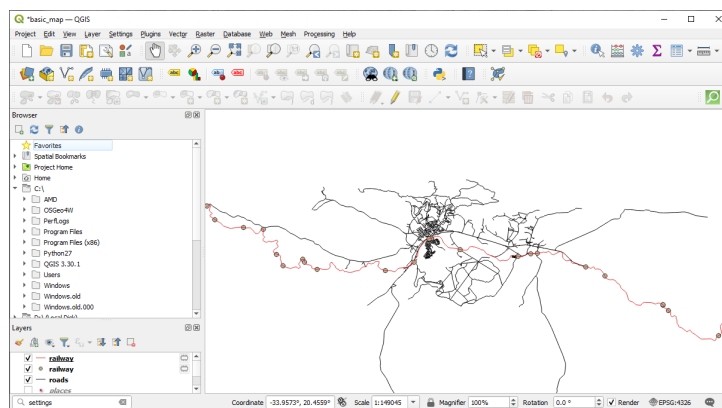 *basic_map — QGIS
Project Edit View Layer Settings Plugins Vector Raster Database Web Mesh Processing Help
Browser
Favorites
Spatial Bookmarks
Project Home
Home
C:\
AMD
OSGeo4W
PerfLogs
Program Files
Program Files (x86)
Python27
QGIS 3.30.1
Users
Windows
Windows.old
Windows.old.000
D:\ (Local Disk)
Layers
railway
railway
roads
places
settings
Coordinate -33.9573°, 20.4559° Scale 1:149045 Magnifier 100% Rotation 0.0 ° Render EPSG:4326